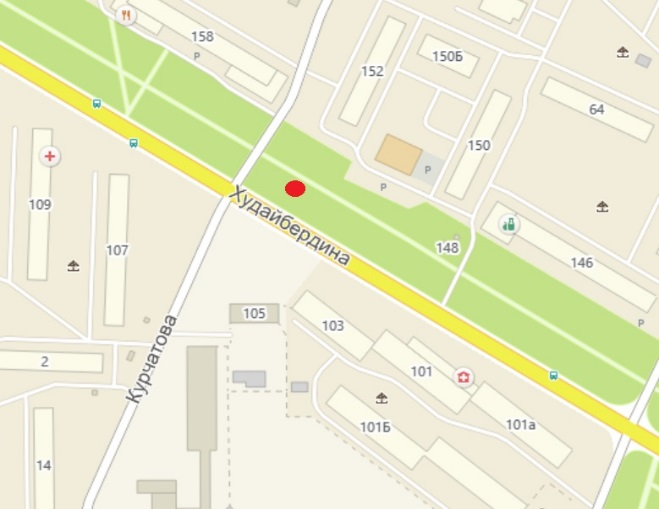 158
Р
152
150Б
64
150
Р
Р
109
107
Худайбердина
148
146
Р
105
103
2
Курчатова
101
101Б
101а
14